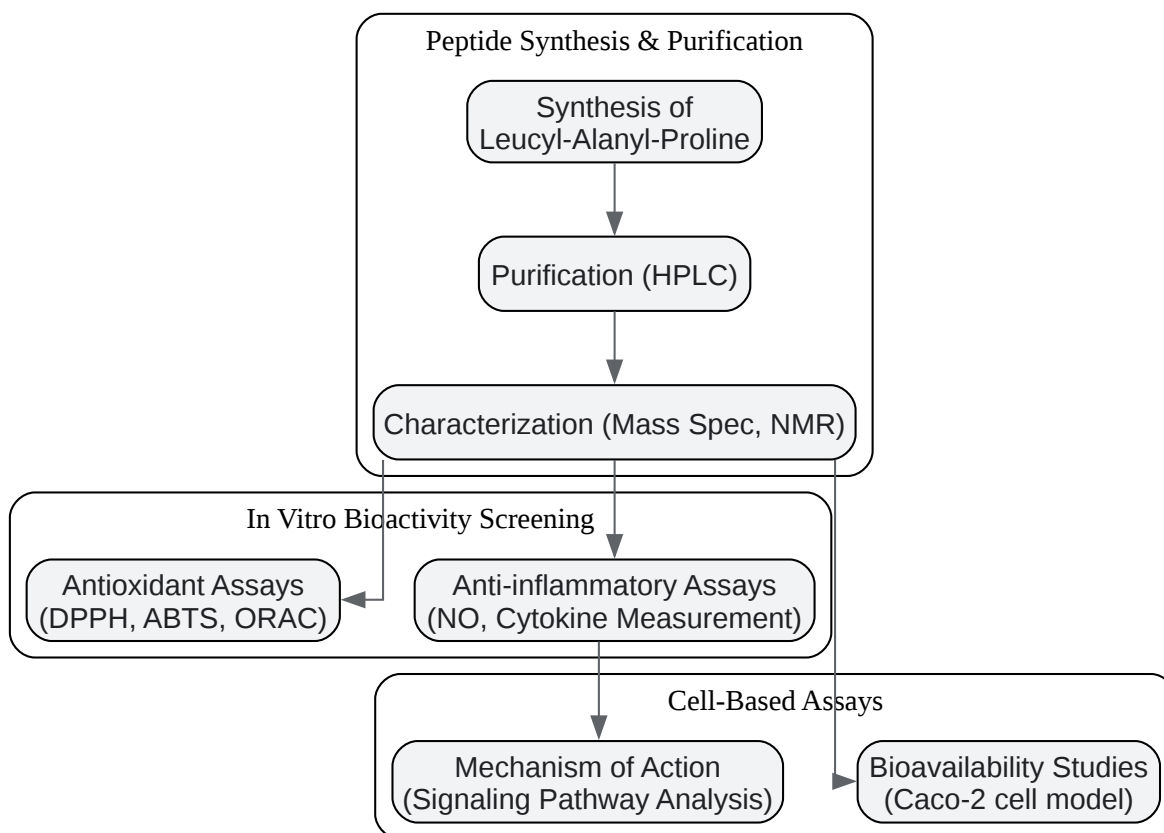 Peptide Synthesis & Purification
Synthesis of
Leucyl-Alanyl-Proline
Purification (HPLC)
Characterization (Mass Spec, NMR)
In Vitro Bioactivity Screening
Antioxidant Assays
(DPPH, ABTS, ORAC)
Anti-inflammatory Assays
(NO, Cytokine Measurement)
Cell-Based Assays
Mechanism of Action
(Signaling Pathway Analysis)
Bioavailability Studies
(Caco-2 cell model)